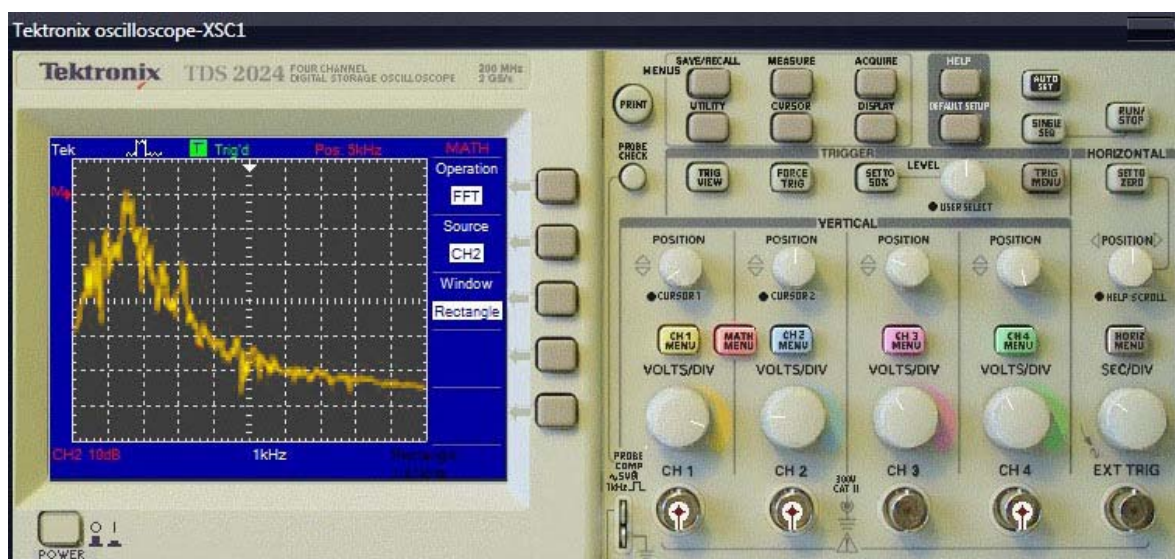 Tektronix oscilloscope-XSC1
Tektronix TDS 2024 FOUR CHANNEL DIGITAL STORAGE OSCILLOSCOPE 200 MHz 2 GS/s
Tek T Trig'd Pos: 5kHz MATH
M
Operation
FFT
Source
CH2
Window
Rectangle
CH2 10dB 1kHz Rectangle
POWER
MENUS
SAVE/RECALL MEASURE ACQUIRE HELP
AUTO SET
PRINT
UTILITY CURSOR DISPLAY DEFAULT SETUP
SINGLE SEQ
RUN/STOP
PROBE CHECK
TRIGGER
HORIZONTAL
TRIG VIEW
FORCE TRIG
SET TO 50%
LEVEL
TRIG MENU
SET TO ZERO
USER SELECT
VERTICAL
POSITION POSITION POSITION POSITION POSITION
CURSOR 1 CURSOR 2 HELP SCROLL
CH 1 MENU
MATH MENU
CH 2 MENU
CH 3 MENU
CH 4 MENU
HORIZ MENU
VOLTS/DIV VOLTS/DIV VOLTS/DIV VOLTS/DIV SEC/DIV
PROBE COMP
~5V@
1kHz
CH 1 CH 2 CH 3 CH 4 EXT TRIG
300V
CAT II